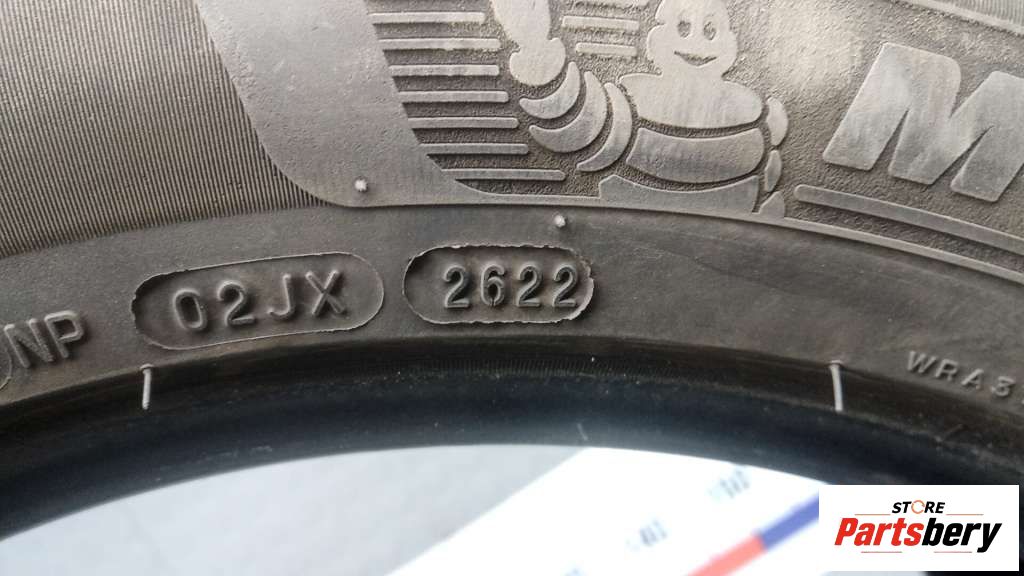 M
NP 02JX 2622
WRA3
STORE
Partsbery